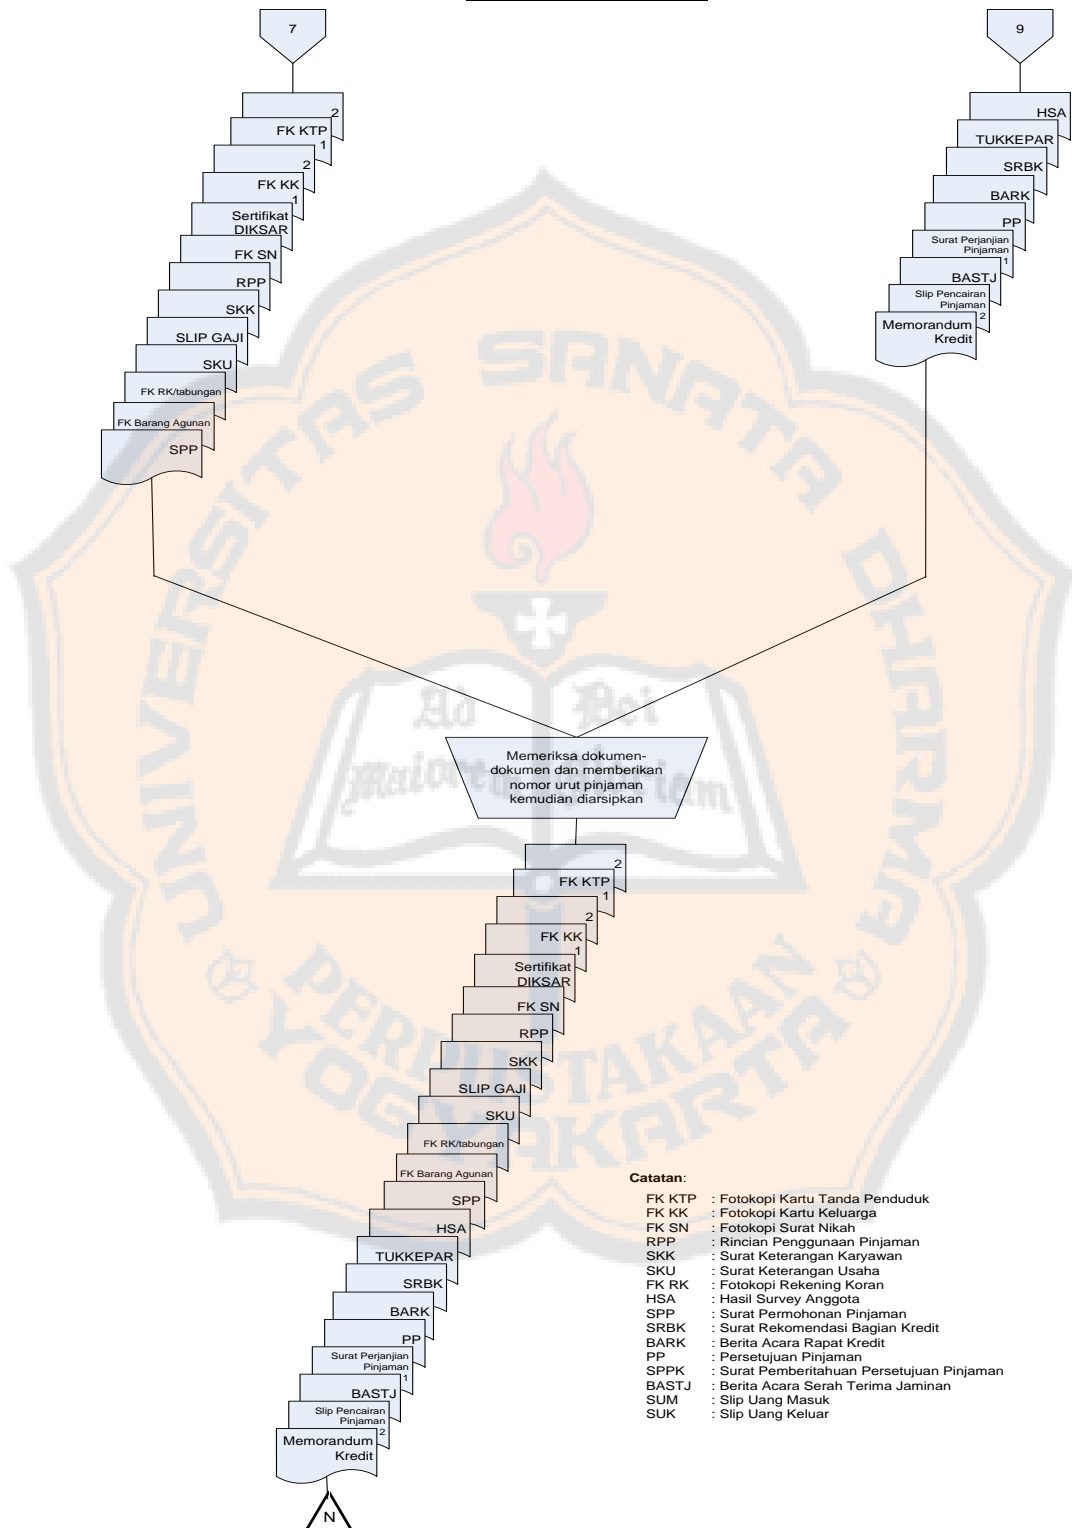 7
2
FK KTP
1
2
FK KK
1
Sertifikat
DIKSAR
FK SN
RPP
SKK
SLIP GAJI
SKU
FK RK/tabungan
FK Barang Agunan
SPP
9
HSA
TUKKEPAR
SRBK
BARK
PP
Surat Perjanjian
Pinjaman
1
BASTJ
Slip Pencairan
Pinjaman
2
Memorandum
Kredit
UNIVERSITAS SANATA DHARMA
Ad Dei
Maiorem Gloriam
PERPUSTAKAAN
YOGYAKARTA
Memeriksa dokumen-
dokumen dan memberikan
nomor urut pinjaman
kemudian diarsipkan
2
FK KTP
1
2
FK KK
1
Sertifikat
DIKSAR
FK SN
RPP
SKK
SLIP GAJI
SKU
FK RK/tabungan
FK Barang Agunan
SPP
HSA
TUKKEPAR
SRBK
BARK
PP
Surat Perjanjian
Pinjaman
1
BASTJ
Slip Pencairan
Pinjaman
2
Memorandum
Kredit
N
Catatan:
FK KTP : Fotokopi Kartu Tanda Penduduk
FK KK : Fotokopi Kartu Keluarga
FK SN : Fotokopi Surat Nikah
RPP : Rincian Penggunaan Pinjaman
SKK : Surat Keterangan Karyawan
SKU : Surat Keterangan Usaha
FK RK : Fotokopi Rekening Koran
HSA : Hasil Survey Anggota
SPP : Surat Permohonan Pinjaman
SRBK : Surat Rekomendasi Bagian Kredit
BARK : Berita Acara Rapat Kredit
PP : Persetujuan Pinjaman
SPPK : Surat Pemberitahuan Persetujuan Pinjaman
BASTJ : Berita Acara Serah Terima Jaminan
SUM : Slip Uang Masuk
SUK : Slip Uang Keluar